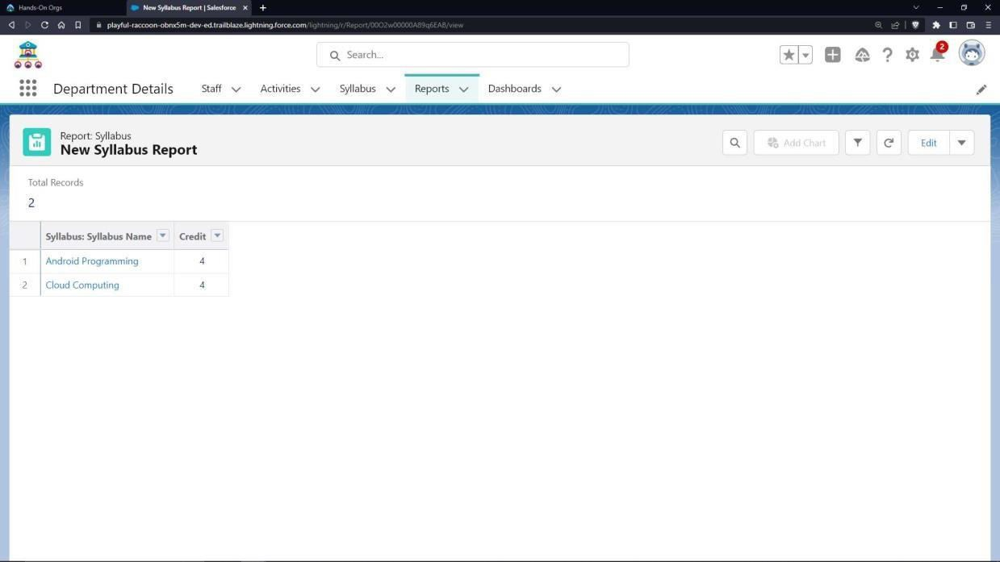 Hands-On Orgs
New Syllabus Report | Salesforce
playful-raccoon-obnx5m-dev-ed.trailblaze.lightning.force.com/lightning/r/Report/00O2w00000A89q6EAB/view
Search...
2
Department Details
Staff
Activities
Syllabus
Reports
Dashboards
Report: Syllabus
New Syllabus Report
Add Chart
Edit
Total Records
2
Syllabus: Syllabus Name
Credit
1 Android Programming 4
2 Cloud Computing 4